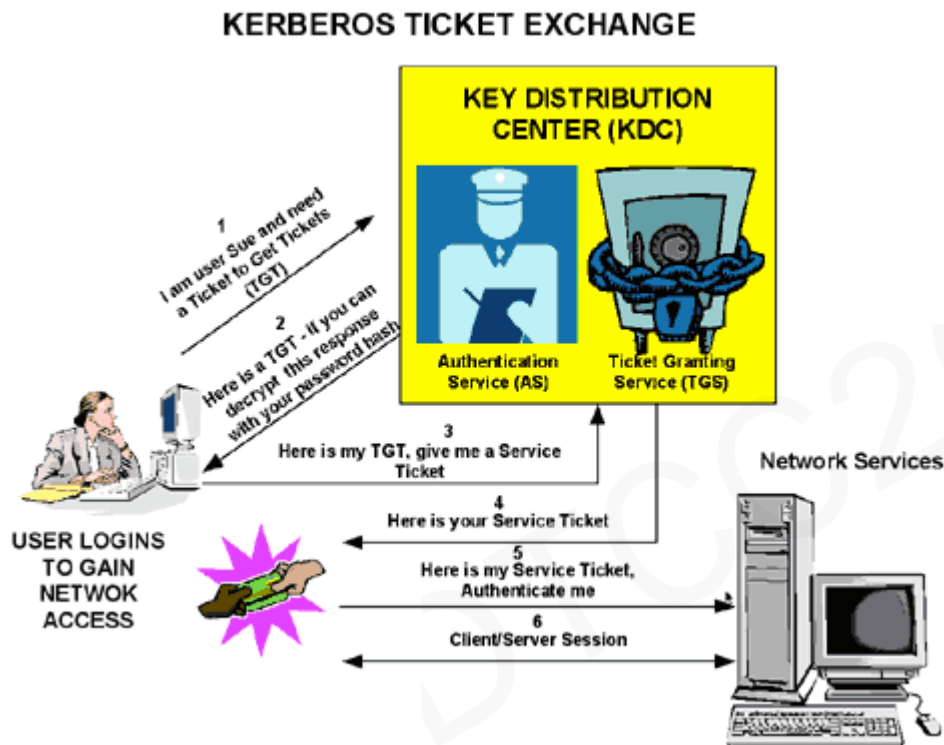 KERBEROS TICKET EXCHANGE
KEY DISTRIBUTION
CENTER (KDC)
Authentication
Service (AS)
Ticket Granting
Service (TGS)
1
I am user Sue and need
a Ticket to Get Tickets
(TGT)
2
Here is a TGT - if you can
decrypt this response
with your password hash
3
Here is my TGT, give me a Service
Ticket
Network Services
4
Here is your Service Ticket
USER LOGINS
TO GAIN
NETWOK
ACCESS
5
Here is my Service Ticket,
Authenticate me
6
Client/Server Session